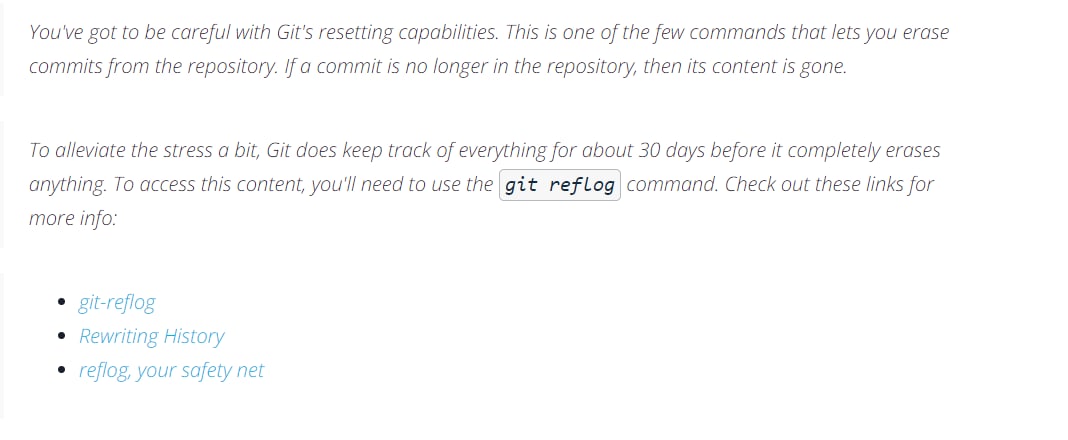 You've got to be careful with Git's resetting capabilities. This is one of the few commands that lets you erase
commits from the repository. If a commit is no longer in the repository, then its content is gone.
To alleviate the stress a bit, Git does keep track of everything for about 30 days before it completely erases
anything. To access this content, you'll need to use the git reflog command. Check out these links for
more info:
• git-reflog
• Rewriting History
• reflog, your safety net